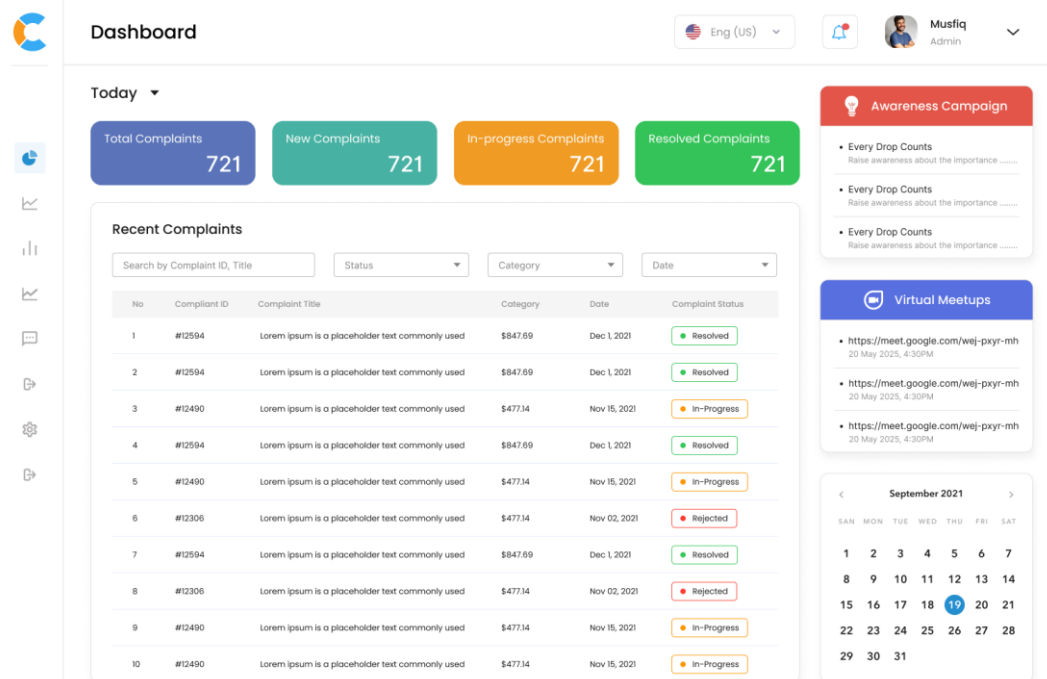 Dashboard
Eng (US)
Musfiq
Admin
Today
Total Complaints
721
New Complaints
721
In-progress Complaints
721
Resolved Complaints
721
Recent Complaints
Search by Complaint ID, Title
Status
Category
Date
No Compliant ID Complaint Title Category Date Complaint Status
1 #12594 Lorem ipsum is a placeholder text commonly used $847.69 Dec 1, 2021 Resolved
2 #12594 Lorem ipsum is a placeholder text commonly used $847.69 Dec 1, 2021 Resolved
3 #12490 Lorem ipsum is a placeholder text commonly used $477.14 Nov 15, 2021 In-Progress
4 #12594 Lorem ipsum is a placeholder text commonly used $847.69 Dec 1, 2021 Resolved
5 #12490 Lorem ipsum is a placeholder text commonly used $477.14 Nov 15, 2021 In-Progress
6 #12306 Lorem ipsum is a placeholder text commonly used $477.14 Nov 02, 2021 Rejected
7 #12594 Lorem ipsum is a placeholder text commonly used $847.69 Dec 1, 2021 Resolved
8 #12306 Lorem ipsum is a placeholder text commonly used $477.14 Nov 02, 2021 Rejected
9 #12490 Lorem ipsum is a placeholder text commonly used $477.14 Nov 15, 2021 In-Progress
10 #12490 Lorem ipsum is a placeholder text commonly used $477.14 Nov 15, 2021 In-Progress
Awareness Campaign
• Every Drop Counts
Raise awareness about the importance ........
• Every Drop Counts
Raise awareness about the importance ........
• Every Drop Counts
Raise awareness about the importance ........
Virtual Meetups
• https://meet.google.com/wej-pxyr-mh
20 May 2025, 4:30PM
• https://meet.google.com/wej-pxyr-mh
20 May 2025, 4:30PM
• https://meet.google.com/wej-pxyr-mh
20 May 2025, 4:30PM
September 2021
SAN MON TUE WED THU FRI SAT
1 2 3 4 5 6 7
8 9 10 11 12 13 14
15 16 17 18 19 20 21
22 23 24 25 26 27 28
29 30 31